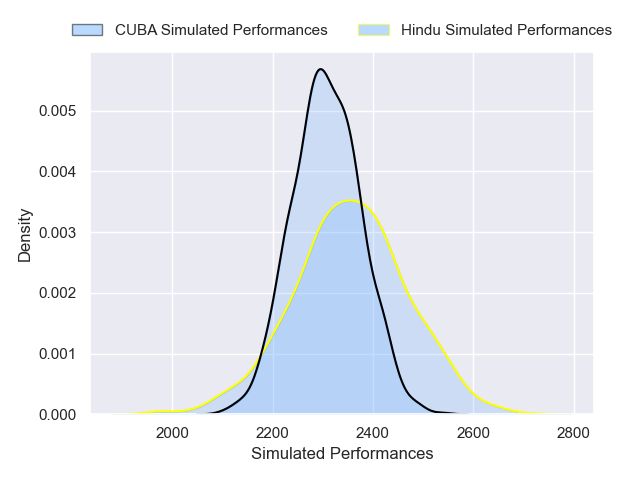 CUBA Simulated Performances
Hindu Simulated Performances
0.005
0.004
0.003
0.002
0.001
0.000
Density
2000
2200
2400
2600
2800
Simulated Performances